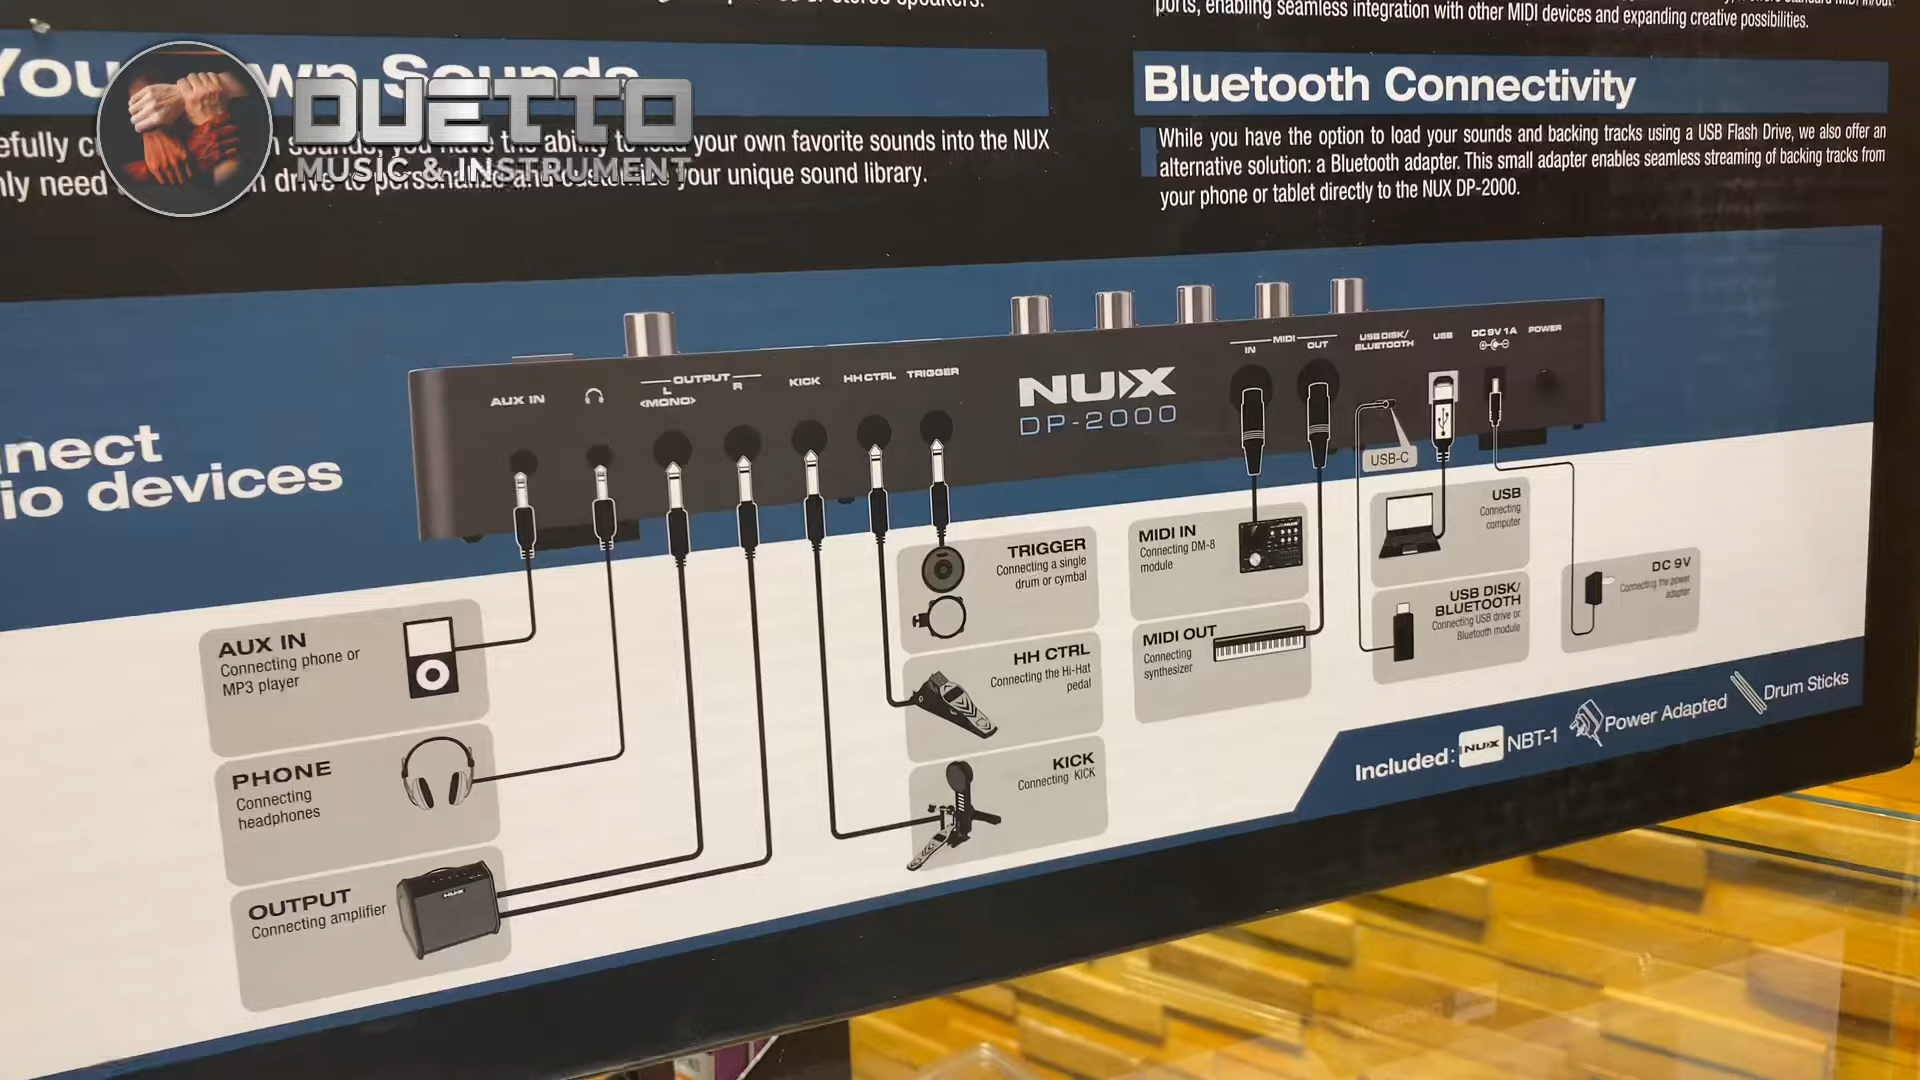 ports, enabling seamless integration with other MIDI devices and expanding creative possibilities.
DUETTO
MUSIC & INSTRUMENT
your own favorite sounds into the NUX
your unique sound library.
Bluetooth Connectivity
While you have the option to load your sounds and backing tracks using a USB Flash Drive, we also offer an
alternative solution: a Bluetooth adapter. This small adapter enables seamless streaming of backing tracks from
your phone or tablet directly to the NUX DP-2000.
nect
io devices
AUX IN
OUTPUT
L
R
<MONO>
KICK
HH CTRL
TRIGGER
NUX
DP-2000
MIDI
IN
OUT
USB DISK/
BLUETOOTH
USB
DC 9V 1A
POWER
USB-C
AUX IN
Connecting phone or
MP3 player
PHONE
Connecting
headphones
OUTPUT
Connecting amplifier
NUX
TRIGGER
Connecting a single
drum or cymbal
HH CTRL
Connecting the Hi-Hat
pedal
KICK
Connecting KICK
MIDI IN
Connecting DM-8
module
MIDI OUT
Connecting
synthesizer
USB
Connecting
computer
USB DISK/
BLUETOOTH
Connecting USB drive or
Bluetooth module
DC 9V
Connecting the power
adapter
Included: NUX NBT-1 Power Adapted Drum Sticks